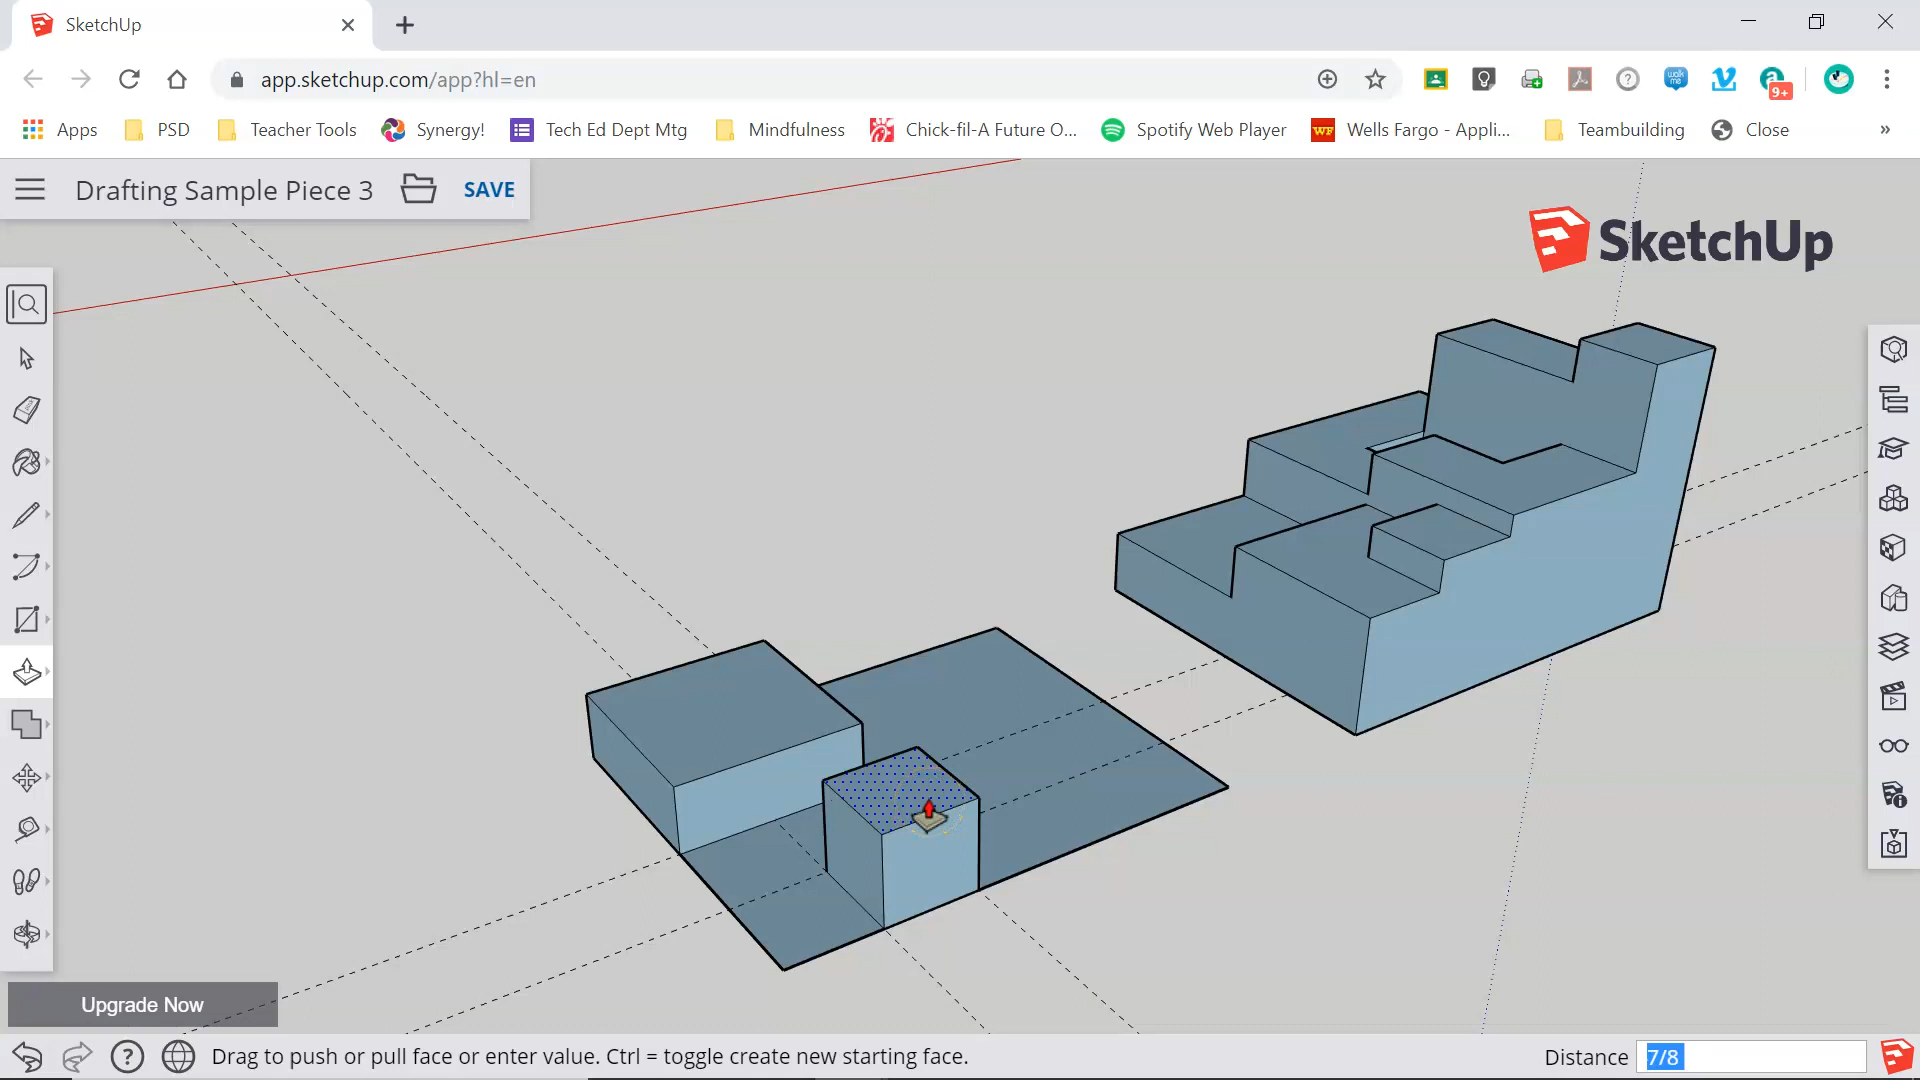 SketchUp
app.sketchup.com/app?hl=en
9+
Apps PSD Teacher Tools Synergy! Tech Ed Dept Mtg Mindfulness Chick-fil-A Future O... Spotify Web Player WF Wells Fargo - Appli... Teambuilding Close »
Drafting Sample Piece 3 SAVE
SketchUp
Upgrade Now
Drag to push or pull face or enter value. Ctrl = toggle create new starting face. Distance 7/8